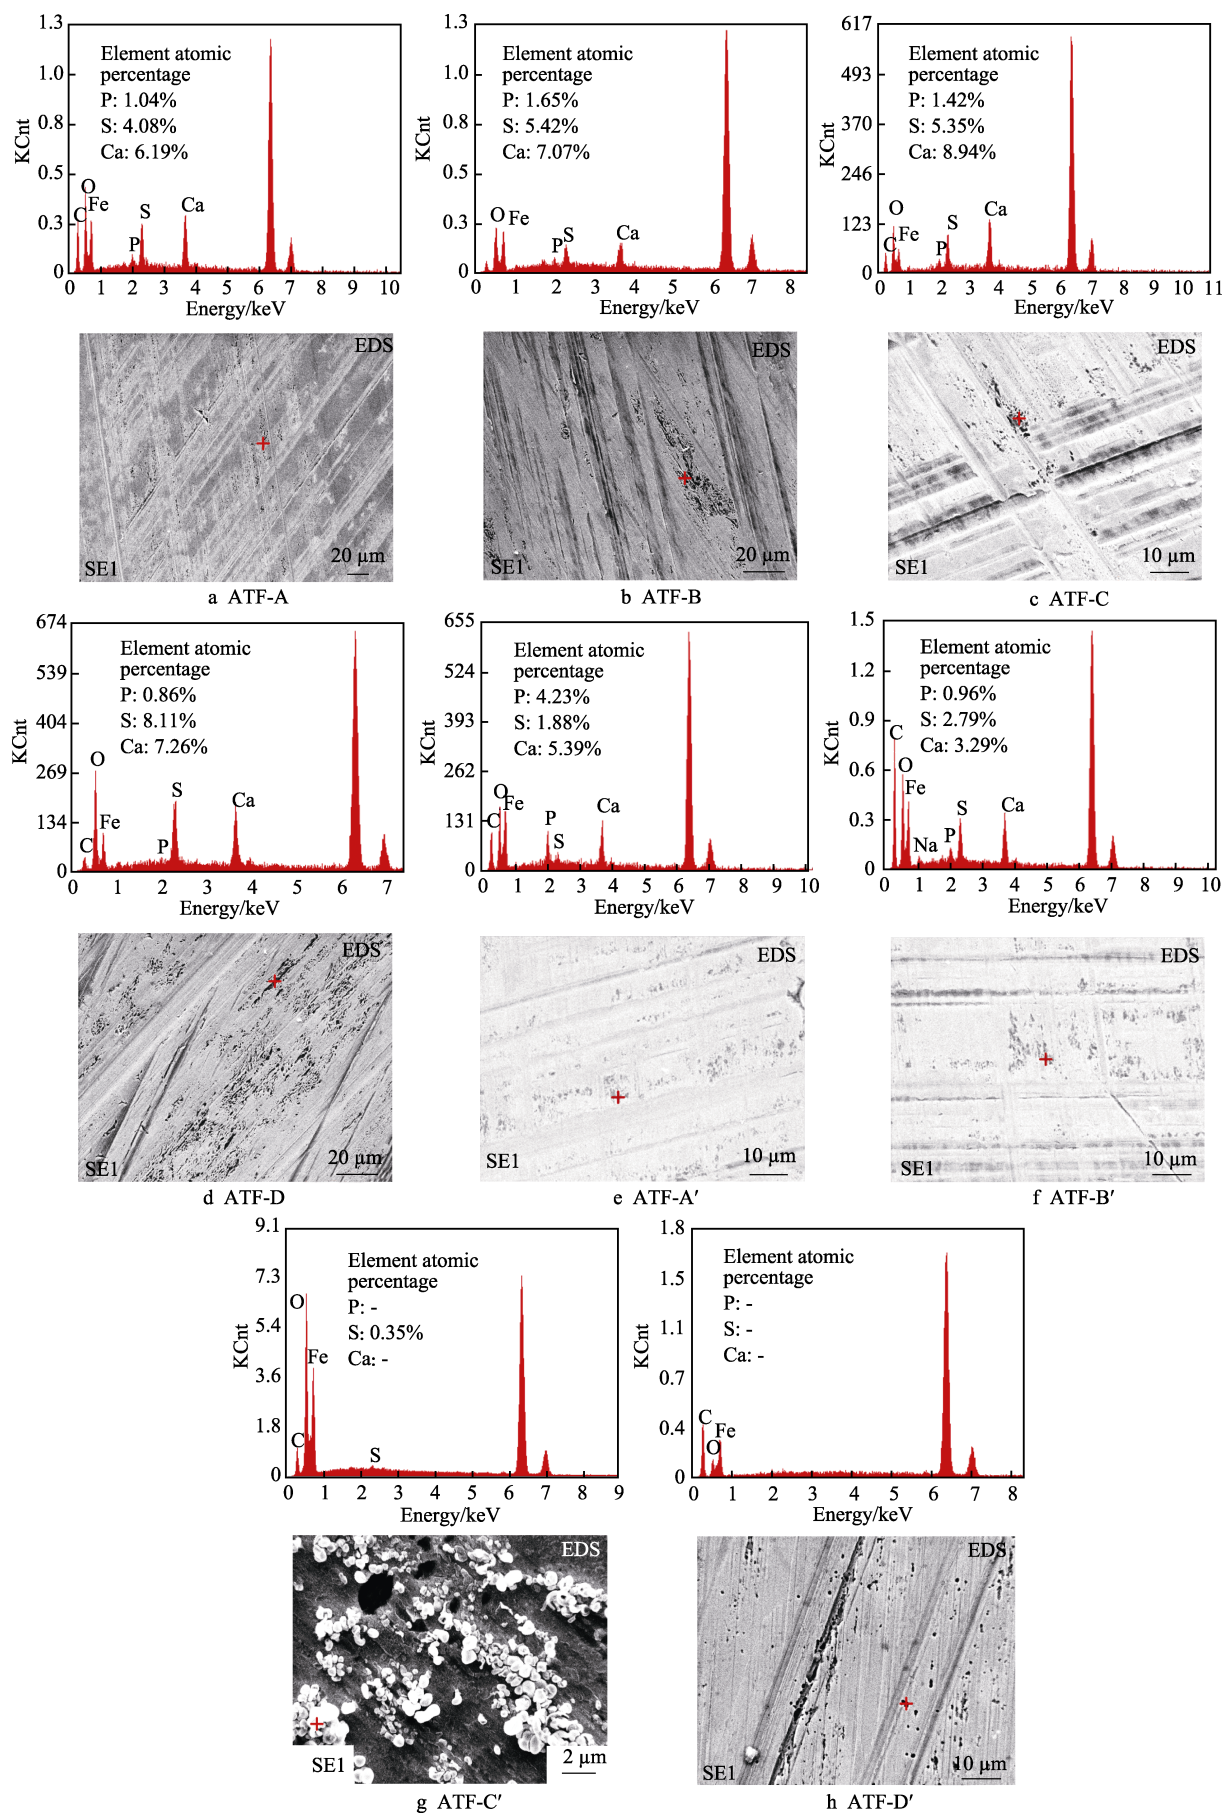 1.3
1.0
0.8
0.5
0.3
0
KCnt
Element atomic
percentage
P: 1.04%
S: 4.08%
Ca: 6.19%
C
O
Fe
P
S
Ca
0 1 2 3 4 5 6 7 8 9 10
Energy/keV
1.3
1.0
0.8
0.5
0.3
0
KCnt
Element atomic
percentage
P: 1.65%
S: 5.42%
Ca: 7.07%
O Fe
P
S
Ca
0 1 2 3 4 5 6 7 8
Energy/keV
617
493
370
246
123
0
KCnt
Element atomic
percentage
P: 1.42%
S: 5.35%
Ca: 8.94%
O
C
Fe
P
S
Ca
0 1 2 3 4 5 6 7 8 9 10 11
Energy/keV
EDS
SE1
20 µm
EDS
SE1
20 µm
EDS
SE1
10 µm
a ATF-A
b ATF-B
c ATF-C
674
539
404
269
134
0
KCnt
Element atomic
percentage
P: 0.86%
S: 8.11%
Ca: 7.26%
O
C
Fe
P
S
Ca
0 1 2 3 4 5 6 7
Energy/keV
655
524
393
262
131
0
KCnt
Element atomic
percentage
P: 4.23%
S: 1.88%
Ca: 5.39%
O
C
Fe
P
S
Ca
0 1 2 3 4 5 6 7 8 9 10
Energy/keV
1.5
1.2
0.9
0.6
0.3
0
KCnt
Element atomic
percentage
P: 0.96%
S: 2.79%
Ca: 3.29%
C
O
Fe
Na
P
S
Ca
0 1 2 3 4 5 6 7 8 9 10
Energy/keV
EDS
SE1
20 µm
EDS
SE1
10 µm
EDS
SE1
10 µm
d ATF-D
e ATF-A′
f ATF-B′
9.1
7.3
5.4
3.6
1.8
0
KCnt
Element atomic
percentage
P: -
S: 0.35%
Ca: -
O
Fe
C
S
0 1 2 3 4 5 6 7 8 9
Energy/keV
1.8
1.5
1.1
0.7
0.4
0
KCnt
Element atomic
percentage
P: -
S: -
Ca: -
C
O
Fe
0 1 2 3 4 5 6 7 8
Energy/keV
EDS
SE1
2 µm
EDS
SE1
10 µm
g ATF-C′
h ATF-D′